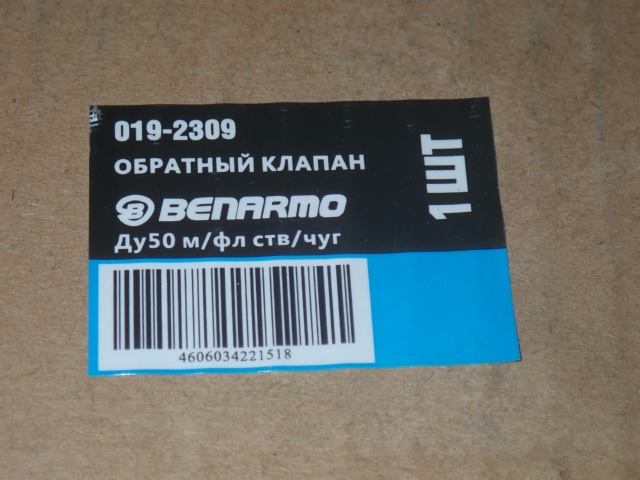 019-2309
ОБРАТНЫЙ КЛАПАН
BENARMO
Ду50 м/фл ств/чуг
1 ШТ
4606034221518